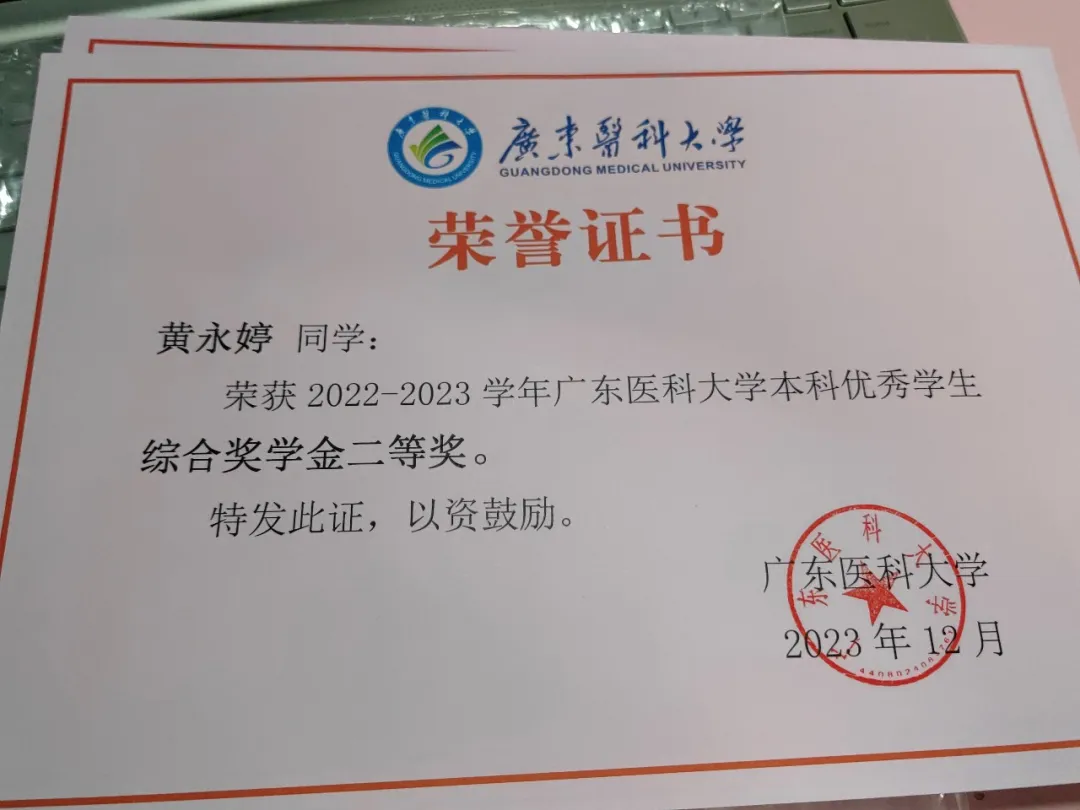 廣東醫科大學
GUANGDONG MEDICAL UNIVERSITY
荣誉证书
黄永婷 同学：
荣获 2022-2023 学年广东医科大学本科优秀学生
综合奖学金二等奖。
特发此证，以资鼓励。
广东医科大学
2023 年 12 月